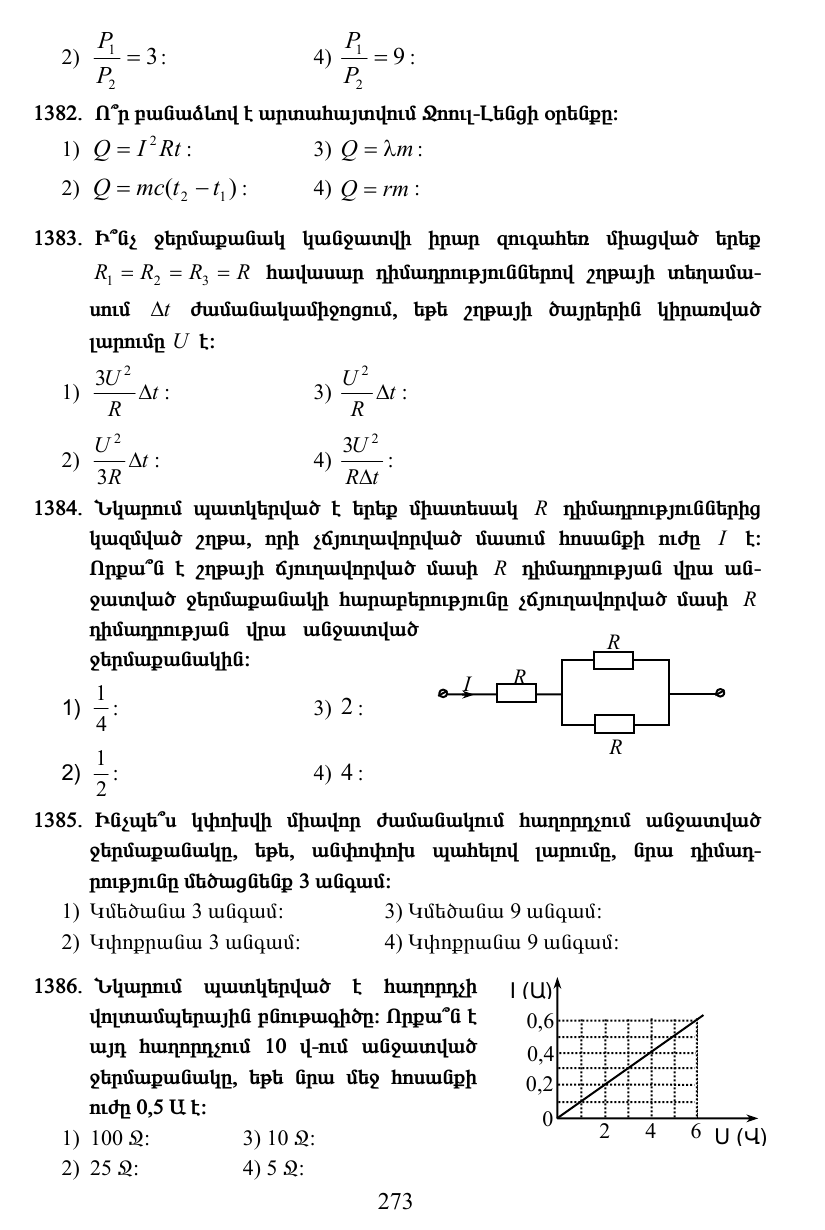 2) P₁/P₂ = 3 : 4) P₁/P₂ = 9 :
1382. Ո՞ր բանաձևով է արտահայտվում Ջոուլ-Լենցի օրենքը:
1) Q = I²Rt : 3) Q = λm :
2) Q = mc(t₂ − t₁) : 4) Q = rm :
1383. Ի՞նչ ջերմաքանակ կանջատվի իրար զուգահեռ միացված երեք
R₁ = R₂ = R₃ = R հավասար դիմադրություններով շղթայի տեղամա-
սում Δt ժամանակամիջոցում, եթե շղթայի ծայրերին կիրառված
լարումը U է:
1) 3U²/R Δt : 3) U²/R Δt :
2) U²/3R Δt : 4) 3U²/RΔt :
1384. Նկարում պատկերված է երեք միատեսակ R դիմադրություններից
կազմված շղթա, որի չճյուղավորված մասում հոսանքի ուժը I է:
Որքա՞ն է շղթայի ճյուղավորված մասի R դիմադրության վրա ան-
ջատված ջերմաքանակի հարաբերությունը չճյուղավորված մասի R
դիմադրության վրա անջատված
ջերմաքանակին:
1) 1/4 : 3) 2 :
2) 1/2 : 4) 4 :
R
I R
R
1385. Ինչպե՞ս կփոխվի միավոր ժամանակում հաղորդչում անջատված
ջերմաքանակը, եթե, անփոփոխ պահելով լարումը, նրա դիմադ-
րությունը մեծացնենք 3 անգամ:
1) Կմեծանա 3 անգամ: 3) Կմեծանա 9 անգամ:
2) Կփոքրանա 3 անգամ: 4) Կփոքրանա 9 անգամ:
1386. Նկարում պատկերված է հաղորդչի
վոլտամպերային բնութագիծը: Որքա՞ն է
այդ հաղորդչում 10 վ-ում անջատված
ջերմաքանակը, եթե նրա մեջ հոսանքի
ուժը 0,5 Ա է:
1) 100 Ջ: 3) 10 Ջ:
2) 25 Ջ: 4) 5 Ջ:
I (Ա)
0,6
0,4
0,2
0
2 4 6 U (Վ)
273